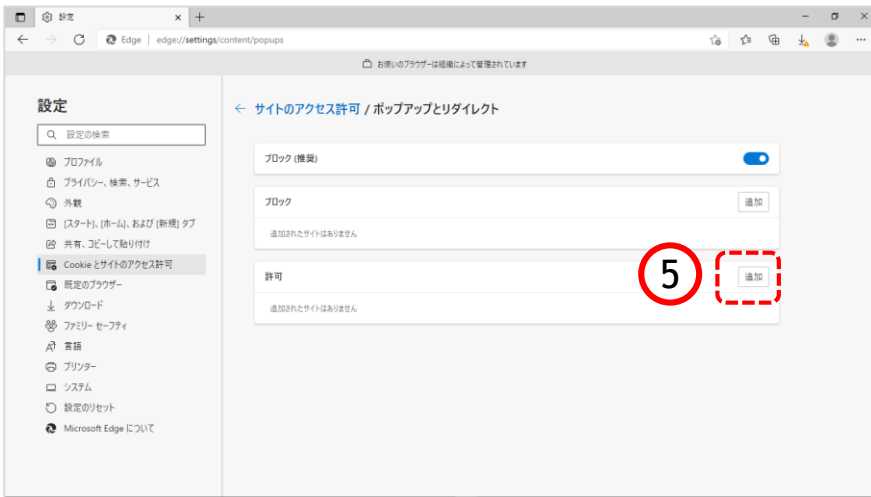 設定
Edge | edge://settings/content/popups
お使いのブラウザーは組織によって管理されています
設定
設定の検索
プロファイル
プライバシー、検索、サービス
外観
[スタート]、[ホーム]、および [新規] タブ
共有、コピーして貼り付け
Cookie とサイトのアクセス許可
既定のブラウザー
ダウンロード
ファミリー セーフティ
言語
プリンター
システム
設定のリセット
Microsoft Edge について
← サイトのアクセス許可 / ポップアップとリダイレクト
ブロック (推奨)
ブロック
追加
追加されたサイトはありません
許可
5
追加
追加されたサイトはありません